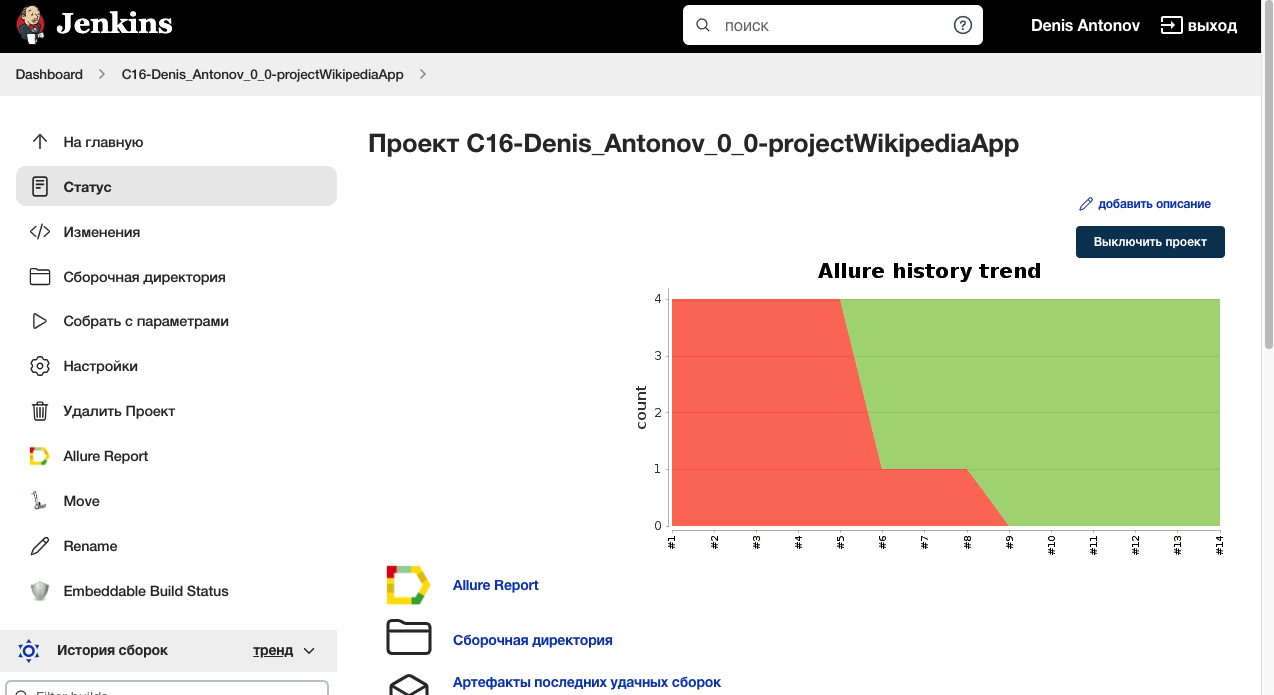 Jenkins
поиск
Denis Antonov
выход
Dashboard
C16-Denis_Antonov_0_0-projectWikipediaApp
На главную
Статус
Изменения
Сборочная директория
Собрать с параметрами
Настройки
Удалить Проект
Allure Report
Move
Rename
Embeddable Build Status
История сборок
тренд
Filter builds...
Проект C16-Denis_Antonov_0_0-projectWikipediaApp
добавить описание
Выключить проект
Allure history trend
count
4
3
2
1
0
#1
#2
#3
#4
#5
#6
#7
#8
#9
#10
#11
#12
#13
#14
Allure Report
Сборочная директория
Артефакты последних удачных сборок